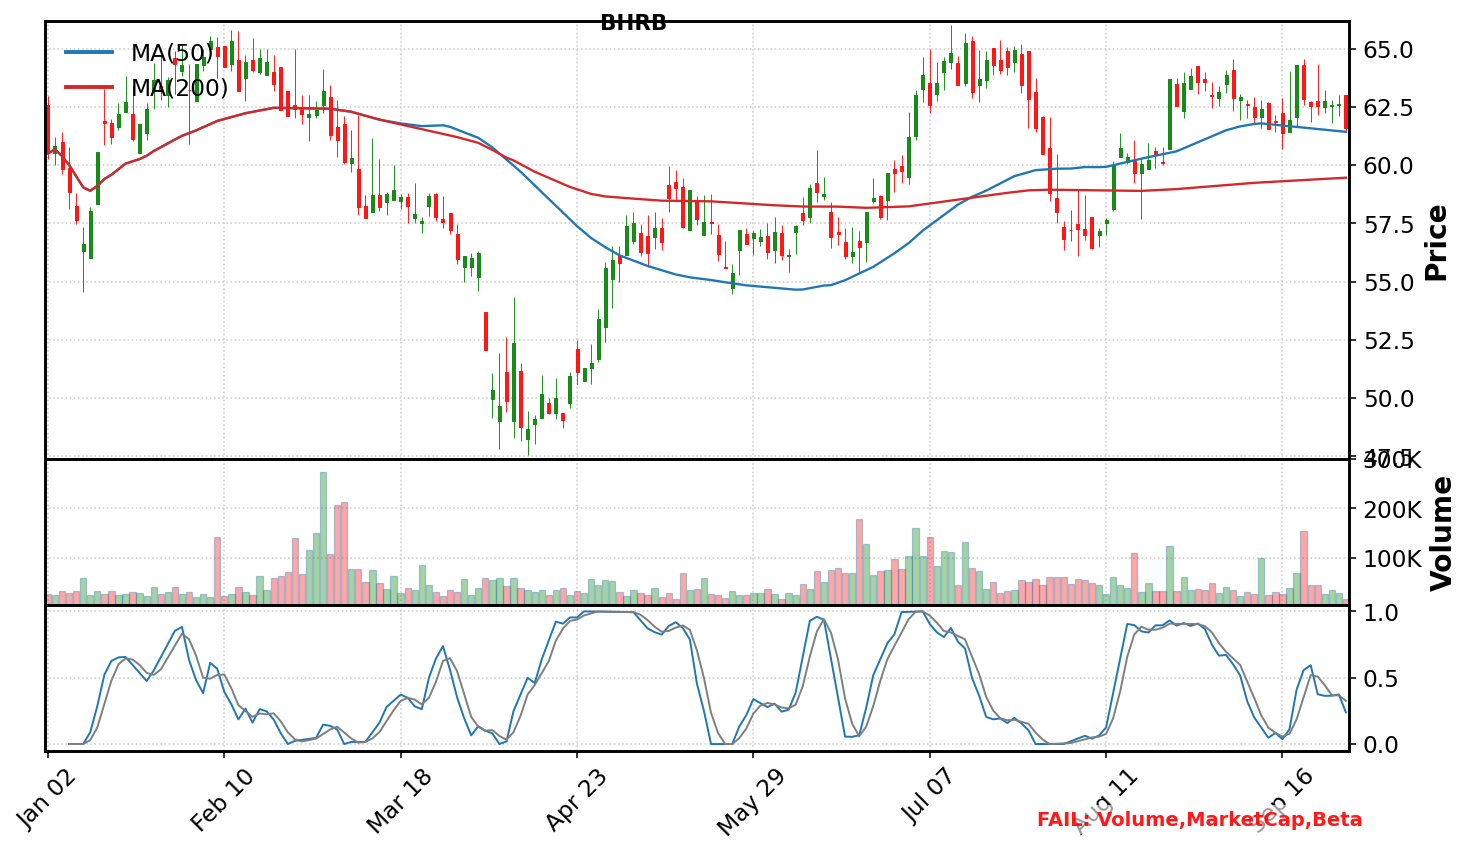 BHRB
MA(50)
MA(200)
65.0
62.5
60.0
57.5
55.0
52.5
50.0
47.5
Price
300K
200K
100K
Volume
1.0
0.5
0.0
Jan 02
Feb 10
Mar 18
Apr 23
May 29
Jul 07
Aug 11
Sep 16
FAIL: Volume,MarketCap,Beta